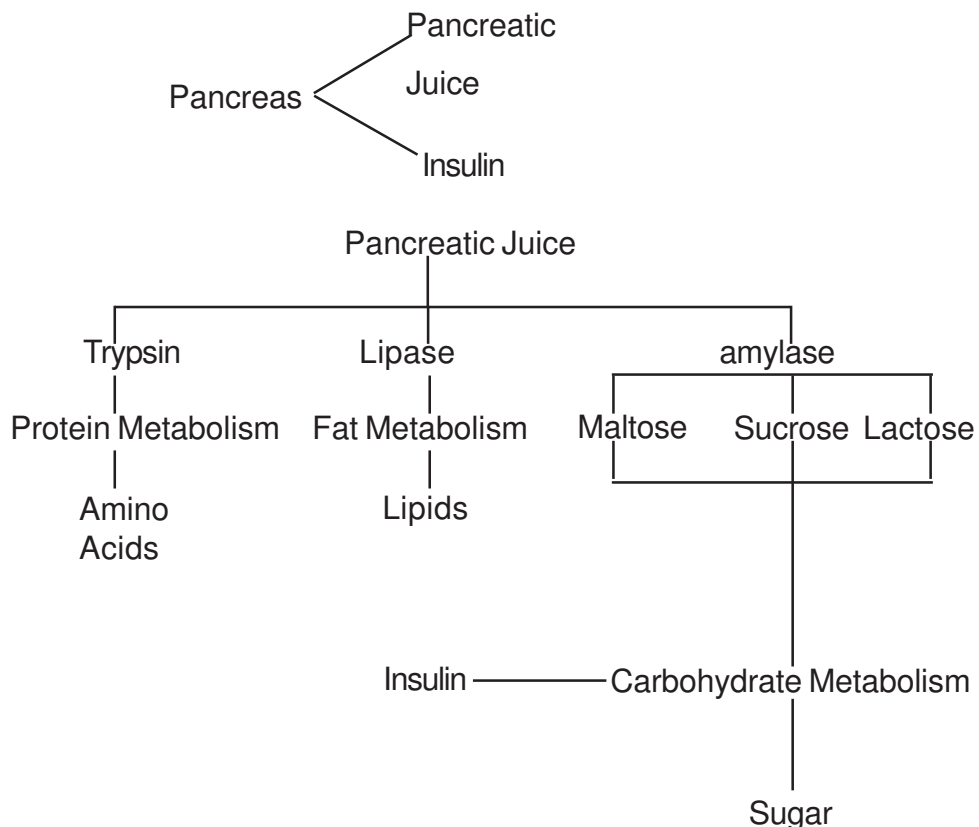 Pancreatic
Juice
Pancreas
Insulin
Pancreatic Juice
Trypsin Lipase amylase
Protein Metabolism Fat Metabolism Maltose Sucrose Lactose
Amino Lipids
Acids
Insulin Carbohydrate Metabolism
Sugar